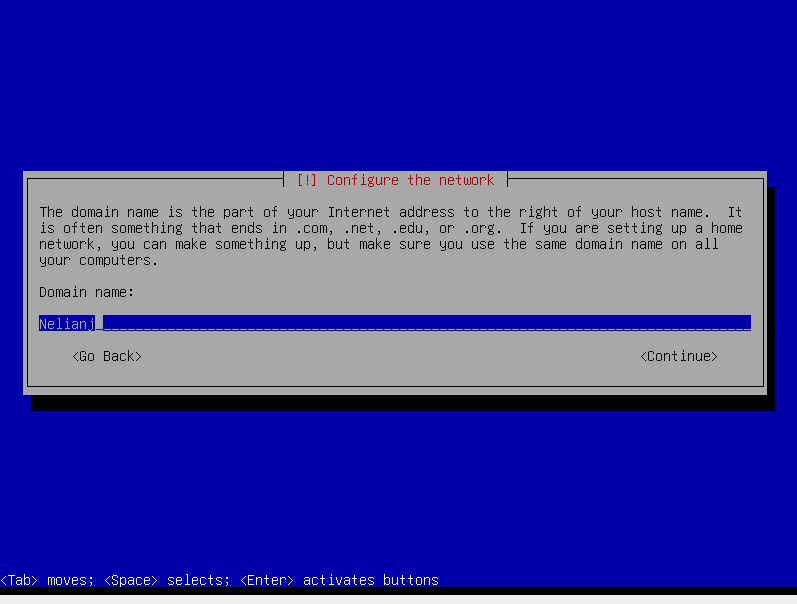 [!] Configure the network
The domain name is the part of your Internet address to the right of your host name.  It
is often something that ends in .com, .net, .edu, or .org.  If you are setting up a home
network, you can make something up, but make sure you use the same domain name on all
your computers.
Domain name:
Nelianj
<Go Back> <Continue>
<Tab> moves; <Space> selects; <Enter> activates buttons